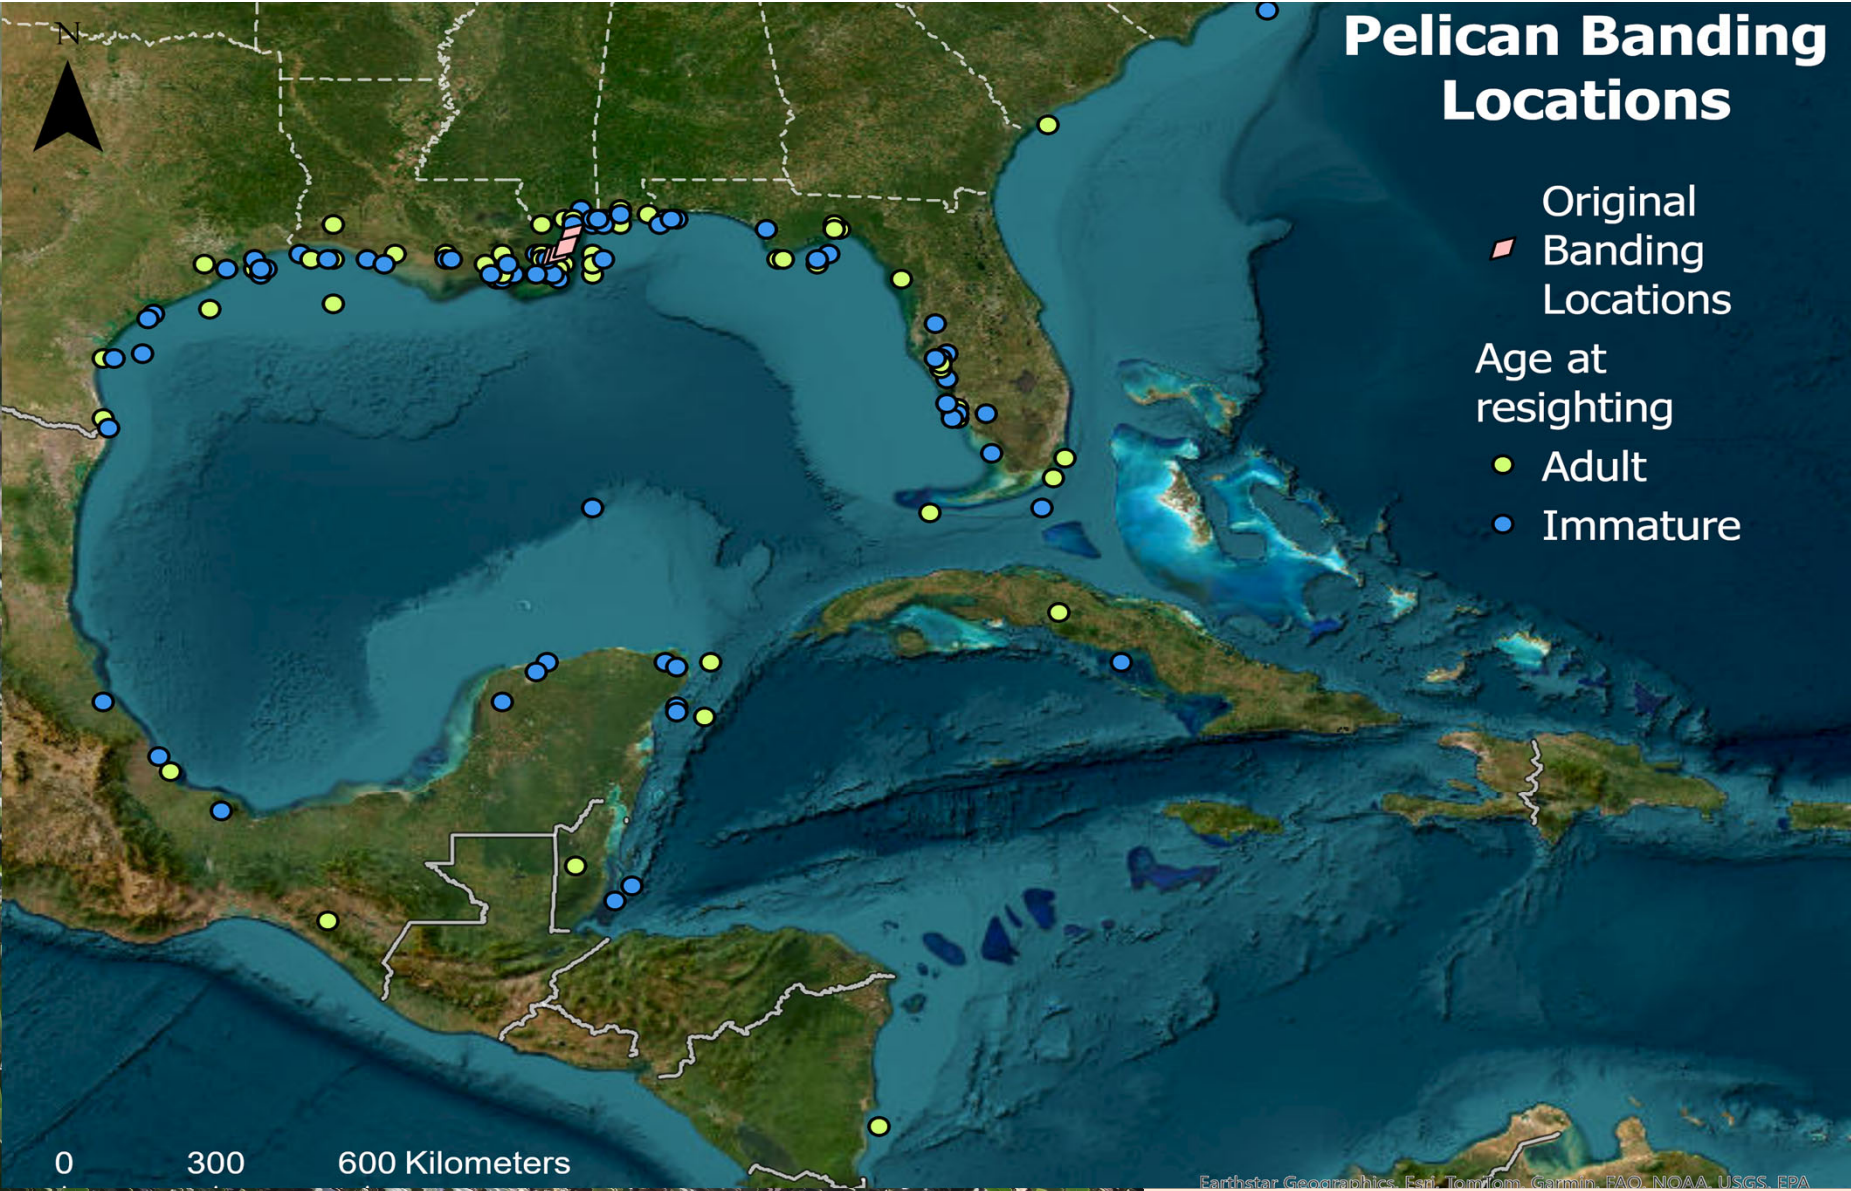 N
Pelican Banding
Locations
Original
Banding
Locations
Age at
resighting
Adult
Immature
0 300 600 Kilometers
Earthstar Geographics, Esri, TomTom, Garmin, FAO, NOAA, USGS, EPA